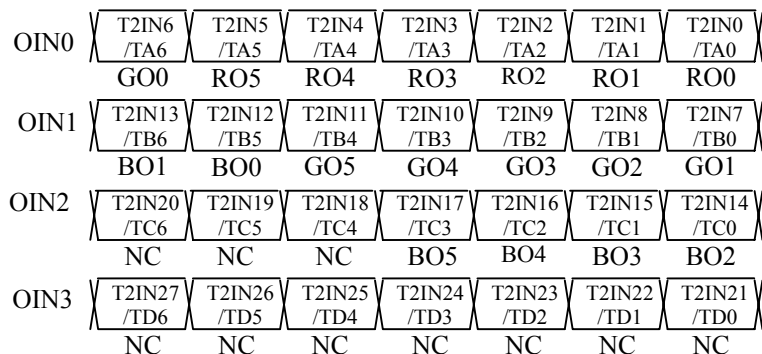 T2IN6 T2IN5 T2IN4 T2IN3 T2IN2 T2IN1 T2IN0
OIN0
/TA6 /TA5 /TA4 /TA3 /TA2 /TA1 /TA0
GO0 RO5 RO4 RO3 RO2 RO1 RO0
T2IN13 T2IN12 T2IN11 T2IN10 T2IN9 T2IN8 T2IN7
OIN1
/TB6 /TB5 /TB4 /TB3 /TB2 /TB1 /TB0
BO1 BO0 GO5 GO4 GO3 GO2 GO1
OIN2
T2IN20 T2IN19 T2IN18 T2IN17 T2IN16 T2IN15 T2IN14
/TC6 /TC5 /TC4 /TC3 /TC2 /TC1 /TC0
NC NC NC BO5 BO4 BO3 BO2
T2IN27 T2IN26 T2IN25 T2IN24 T2IN23 T2IN22 T2IN21
OIN3
/TD6 /TD5 /TD4 /TD3 /TD2 /TD1 /TD0
NC NC NC NC NC NC NC